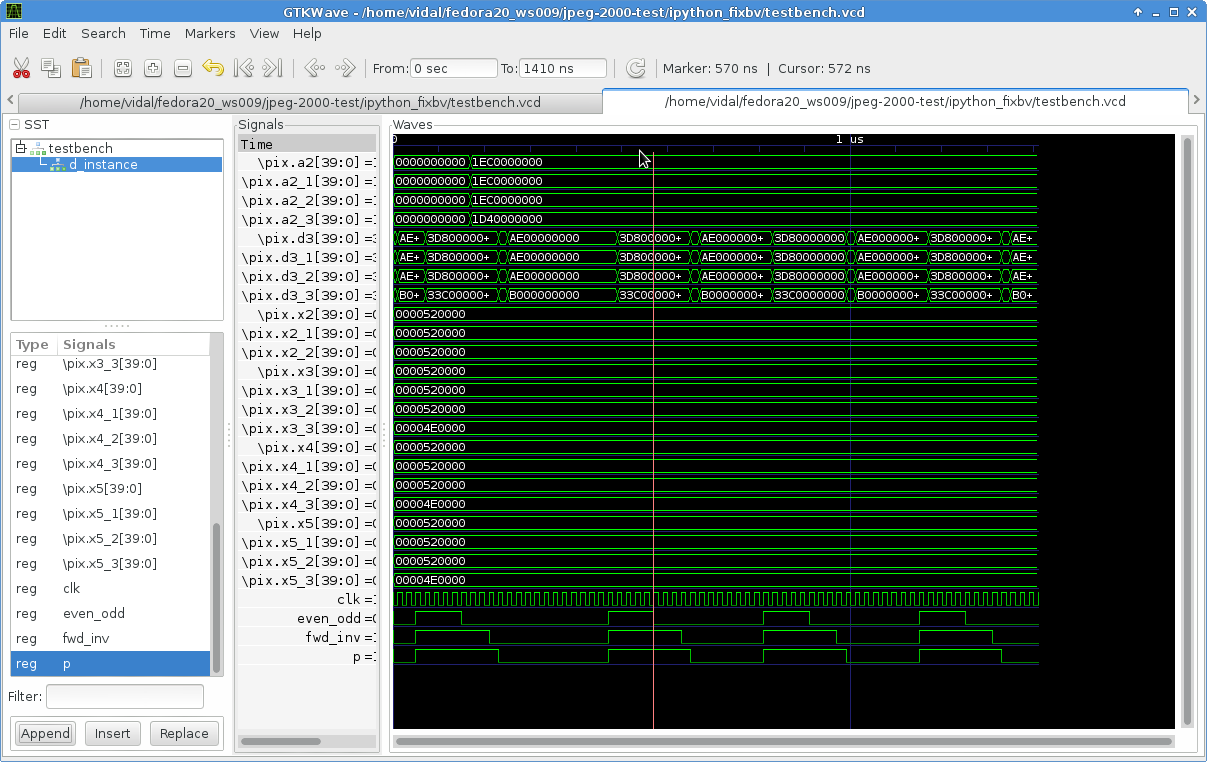 GTKWave - /home/vidal/fedora20_ws009/jpeg-2000-test/ipython_fixbv/testbench.vcd
File Edit Search Time Markers View Help
From: 0 sec To: 1410 ns Marker: 570 ns | Cursor: 572 ns
/home/vidal/fedora20_ws009/jpeg-2000-test/ipython_fixbv/testbench.vcd /home/vidal/fedora20_ws009/jpeg-2000-test/ipython_fixbv/testbench.vcd
SST
testbench
d_instance
Type Signals
reg \pix.x3_3[39:0]
reg \pix.x4[39:0]
reg \pix.x4_1[39:0]
reg \pix.x4_2[39:0]
reg \pix.x4_3[39:0]
reg \pix.x5[39:0]
reg \pix.x5_1[39:0]
reg \pix.x5_2[39:0]
reg \pix.x5_3[39:0]
reg clk
reg even_odd
reg fwd_inv
reg p
Filter:
Append Insert Replace
Signals
Time
\pix.a2[39:0] =
\pix.a2_1[39:0] =
\pix.a2_2[39:0] =
\pix.a2_3[39:0] =
\pix.d3[39:0] =
\pix.d3_1[39:0] =
\pix.d3_2[39:0] =
\pix.d3_3[39:0] =
\pix.x2[39:0] =
\pix.x2_1[39:0] =
\pix.x2_2[39:0] =
\pix.x3[39:0] =
\pix.x3_1[39:0] =
\pix.x3_2[39:0] =
\pix.x3_3[39:0] =
\pix.x4[39:0] =
\pix.x4_1[39:0] =
\pix.x4_2[39:0] =
\pix.x4_3[39:0] =
\pix.x5[39:0] =
\pix.x5_1[39:0] =
\pix.x5_2[39:0] =
\pix.x5_3[39:0] =
clk =
even_odd =
fwd_inv =
p =
Waves
0 1 us
0000000000 1EC0000000
0000000000 1EC0000000
0000000000 1EC0000000
0000000000 1D40000000
AE+ 3D800000+ AE00000000 3D800000+ AE000000+ 3D80000000 AE000000+ 3D800000+ AE+
AE+ 3D800000+ AE00000000 3D800000+ AE000000+ 3D80000000 AE000000+ 3D800000+ AE+
AE+ 3D800000+ AE00000000 3D800000+ AE000000+ 3D80000000 AE000000+ 3D800000+ AE+
B0+ 33C00000+ B000000000 33C00000+ B0000000+ 33C0000000 B0000000+ 33C00000+ B0+
0000520000
0000520000
0000520000
0000520000
0000520000
0000520000
00004E0000
0000520000
0000520000
0000520000
00004E0000
0000520000
0000520000
0000520000
00004E0000